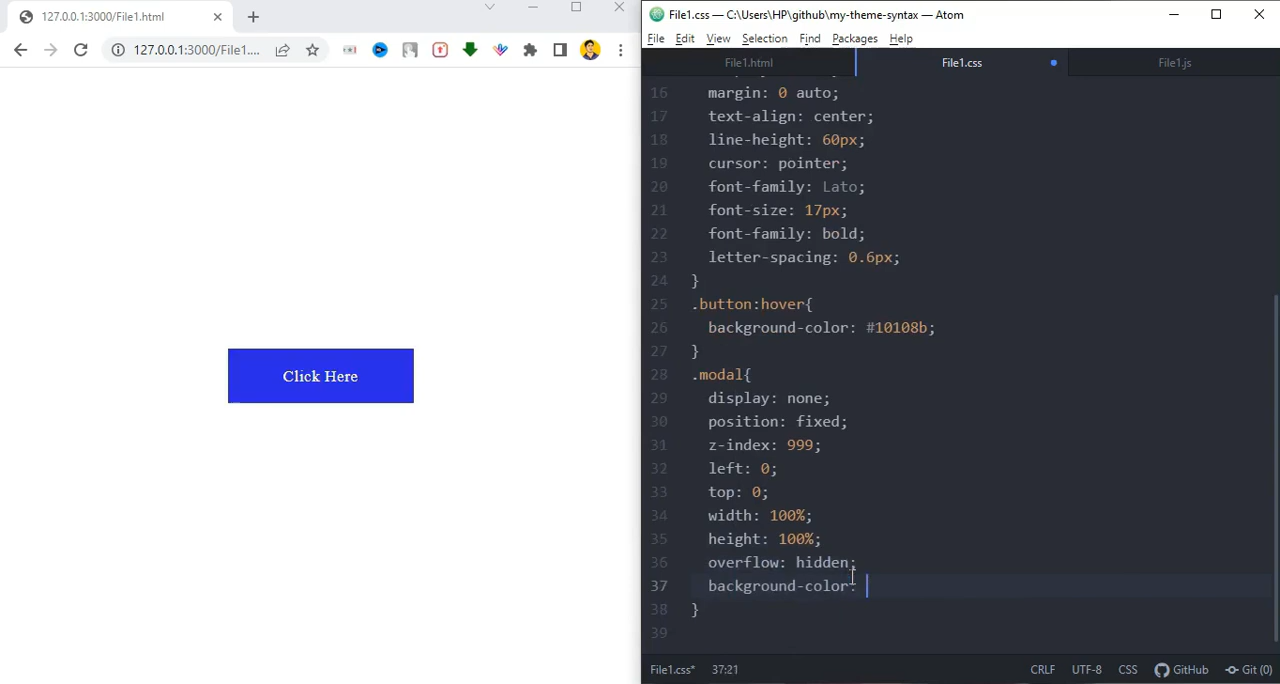 127.0.0.1:3000/File1.html
127.0.0.1:3000/File1....
Click Here
File1.css — C:\Users\HP\github\my-theme-syntax — Atom
File Edit View Selection Find Packages Help
File1.html File1.css File1.js
16 margin: 0 auto;
17 text-align: center;
18 line-height: 60px;
19 cursor: pointer;
20 font-family: Lato;
21 font-size: 17px;
22 font-family: bold;
23 letter-spacing: 0.6px;
24 }
25 .button:hover{
26 background-color: #10108b;
27 }
28 .modal{
29 display: none;
30 position: fixed;
31 z-index: 999;
32 left: 0;
33 top: 0;
34 width: 100%;
35 height: 100%;
36 overflow: hidden;
37 background-color:
38 }
39
File1.css* 37:21 CRLF UTF-8 CSS GitHub Git (0)